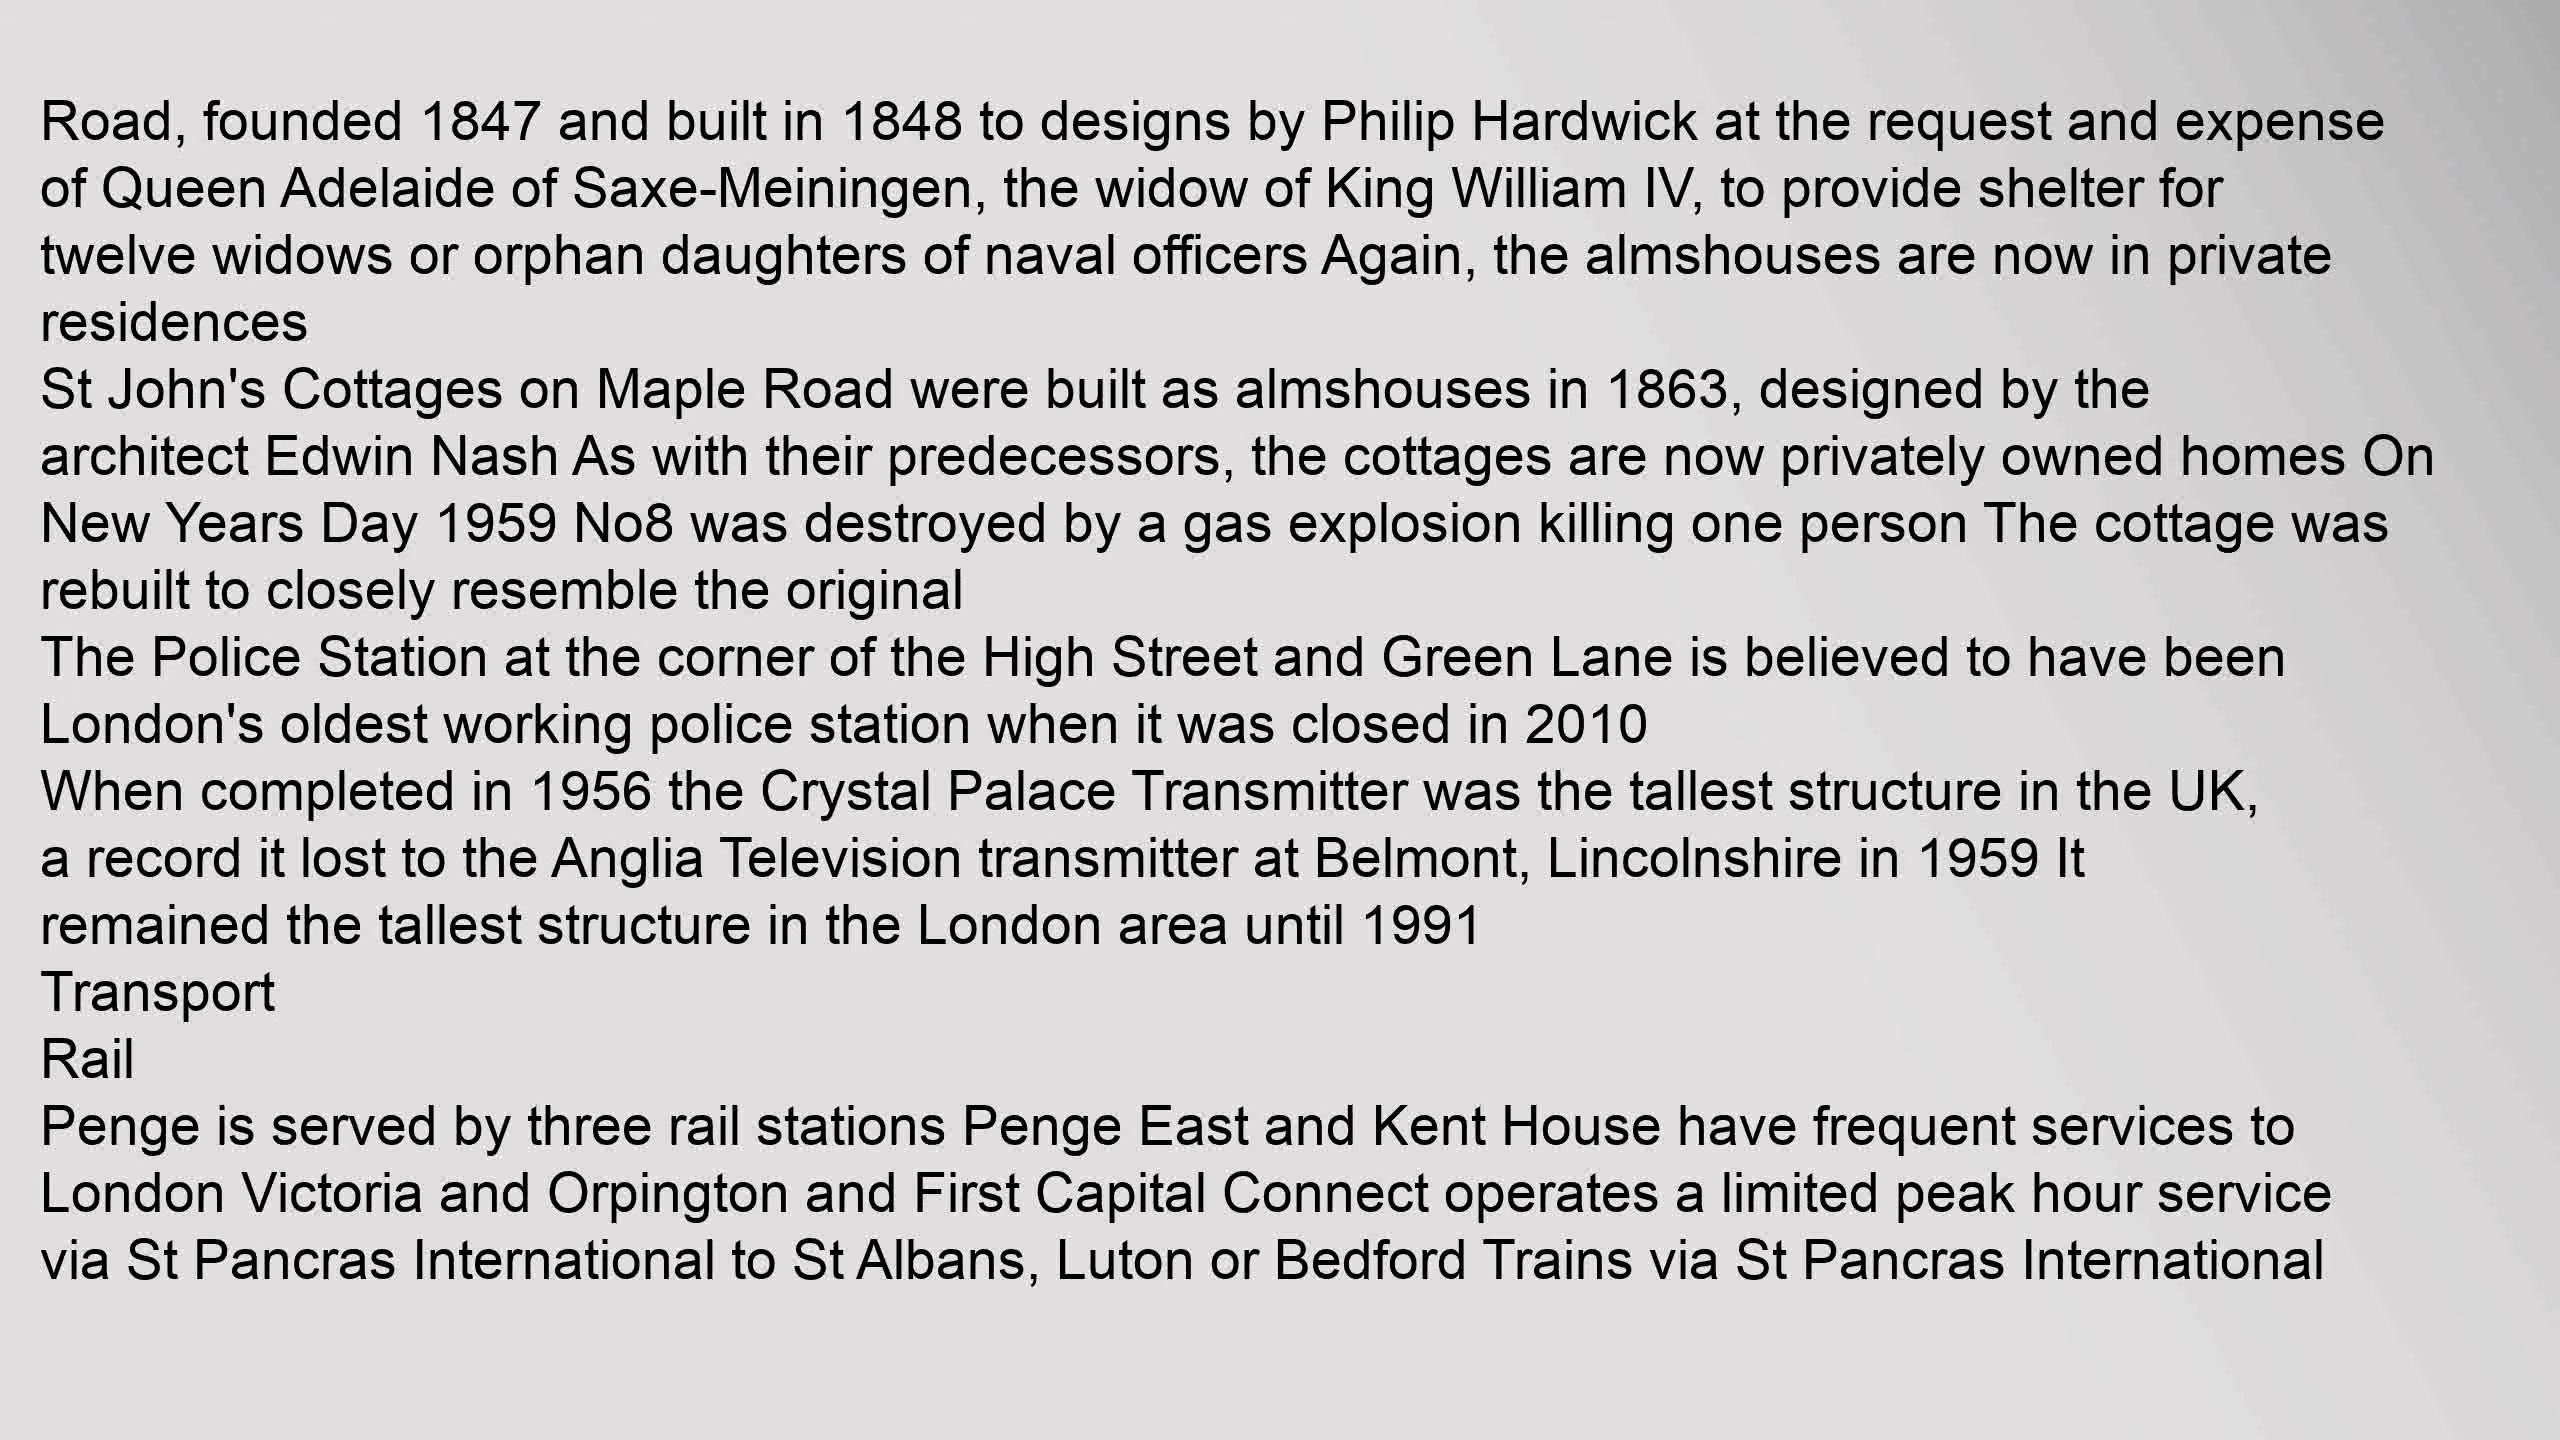 Road, founded 1847 and built in 1848 to designs by Philip Hardwick at the request and expense
of Queen Adelaide of Saxe-Meiningen, the widow of King William IV, to provide shelter for
twelve widows or orphan daughters of naval officers Again, the almshouses are now in private
residences
St John's Cottages on Maple Road were built as almshouses in 1863, designed by the
architect Edwin Nash As with their predecessors, the cottages are now privately owned homes On
New Years Day 1959 No8 was destroyed by a gas explosion killing one person The cottage was
rebuilt to closely resemble the original
The Police Station at the corner of the High Street and Green Lane is believed to have been
London's oldest working police station when it was closed in 2010
When completed in 1956 the Crystal Palace Transmitter was the tallest structure in the UK,
a record it lost to the Anglia Television transmitter at Belmont, Lincolnshire in 1959 It
remained the tallest structure in the London area until 1991
Transport
Rail
Penge is served by three rail stations Penge East and Kent House have frequent services to
London Victoria and Orpington and First Capital Connect operates a limited peak hour service
via St Pancras International to St Albans, Luton or Bedford Trains via St Pancras International